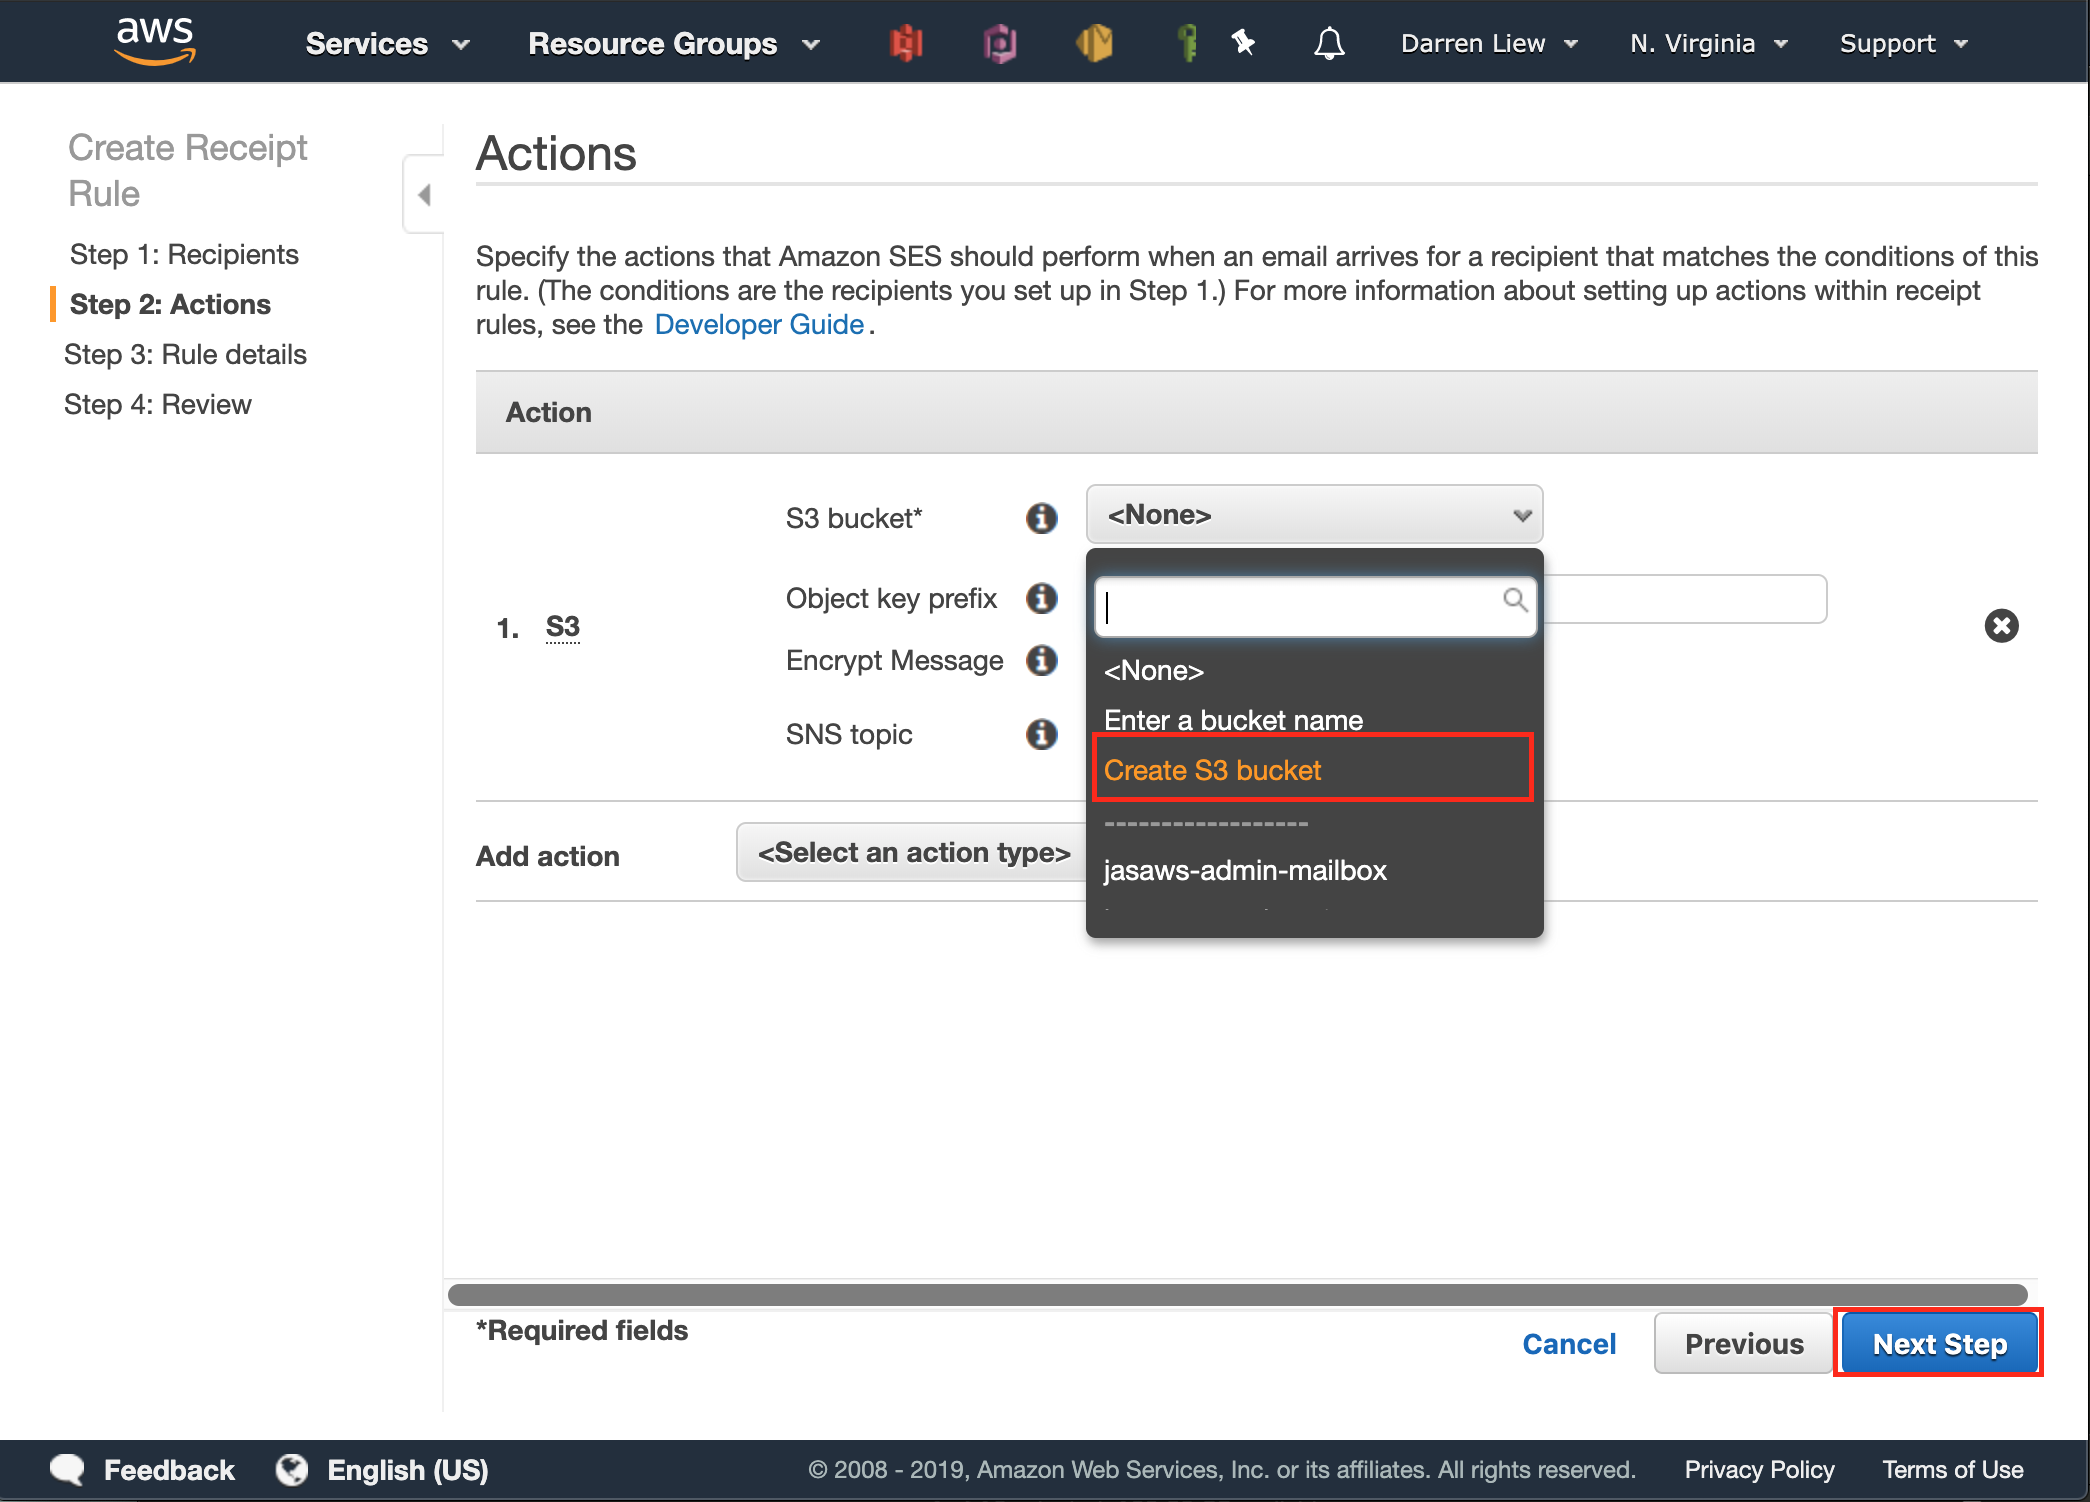 aws
Services
Resource Groups
Darren Liew
N. Virginia
Support
Create Receipt
Rule
Step 1: Recipients
Step 2: Actions
Step 3: Rule details
Step 4: Review
Actions
Specify the actions that Amazon SES should perform when an email arrives for a recipient that matches the conditions of this
rule. (The conditions are the recipients you set up in Step 1.) For more information about setting up actions within receipt
rules, see the Developer Guide.
Action
1. S3
S3 bucket*
<None>
Object key prefix
Encrypt Message
SNS topic
<None>
Enter a bucket name
Create S3 bucket
------------------
jasaws-admin-mailbox
Add action
<Select an action type>
*Required fields
Cancel
Previous
Next Step
Feedback
English (US)
© 2008 - 2019, Amazon Web Services, Inc. or its affiliates. All rights reserved.
Privacy Policy
Terms of Use